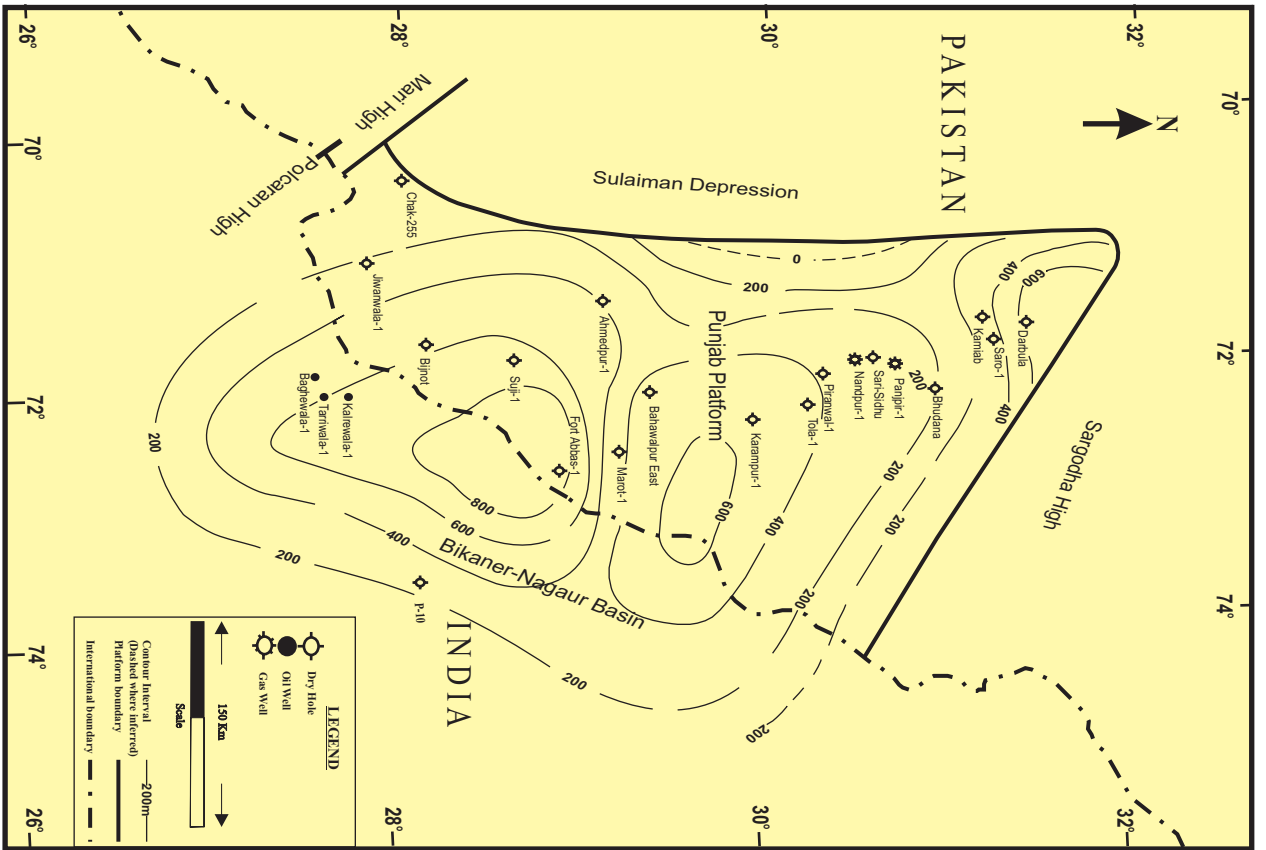 26°
28°
30°
32°
70°
72°
74°
70°
72°
74°
26°
28°
30°
32°
N
PAKISTAN
INDIA
Mari High
Polcaran High
Sulaiman Depression
Punjab Platform
Sargodha High
Bikaner-Nagaur Basin
Chak-255
Jiwanwala-1
Bijnot
Suji-1
Ahmedpur-1
Fort Abbas-1
Marot-1
Bahawalpur East
Karampur-1
Tola-1
Piranwal-1
Nandpur-1
Sari-Sidhu
Panjpir-1
Bhudana
Kamiab
Saro-1
Darbula
Baghewala-1
Tarriwala-1
Kalrewala-1
P-10
0
200
400
600
400
200
200
200
400
600
200
800
600
400
200
200
200
200
LEGEND
Dry Hole
Oil Well
Gas Well
150 Km
Scale
Contour Interval
(Dashed where inferred)
200m
Platform boundary
International boundary